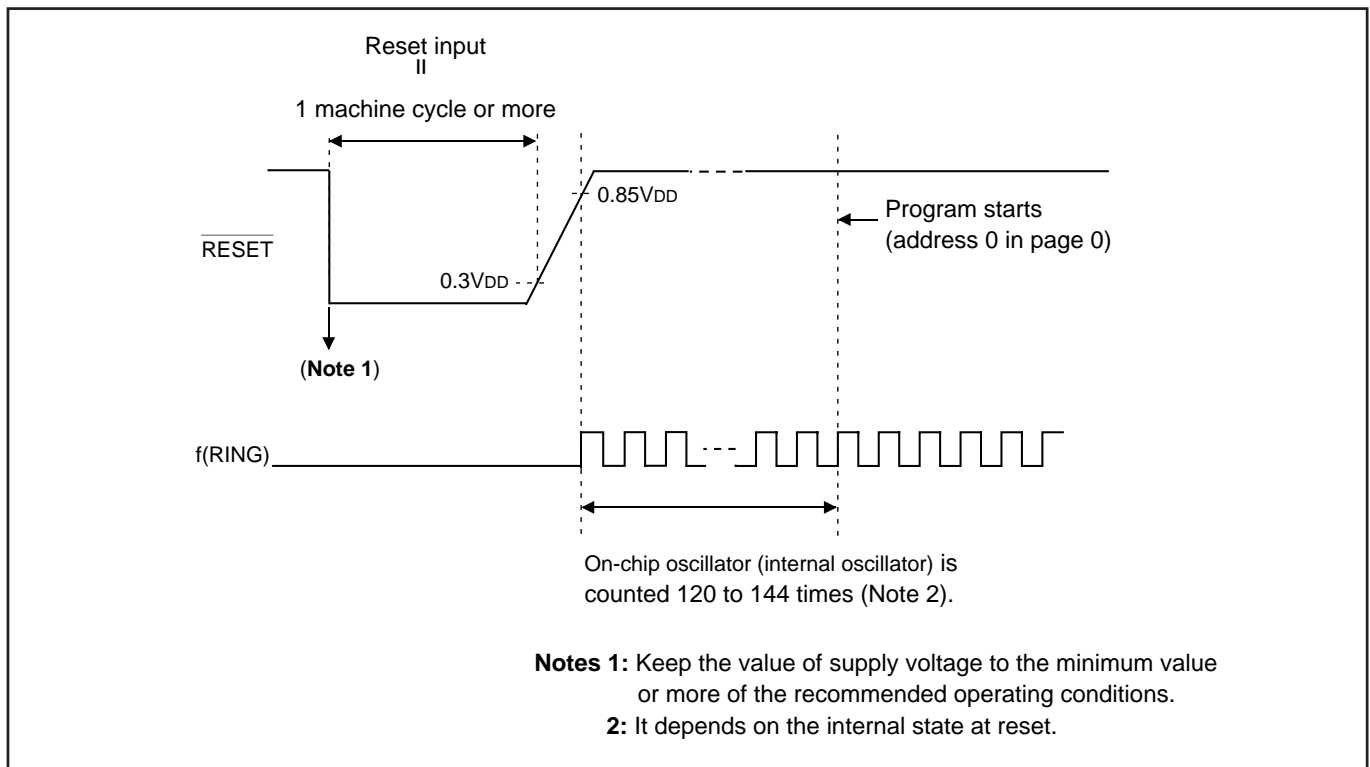 Reset input
=
1 machine cycle or more
0.85VDD
Program starts
(address 0 in page 0)
RESET
0.3VDD
(Note 1)
f(RING)
On-chip oscillator (internal oscillator) is
counted 120 to 144 times (Note 2).
Notes 1: Keep the value of supply voltage to the minimum value
or more of the recommended operating conditions.
2: It depends on the internal state at reset.